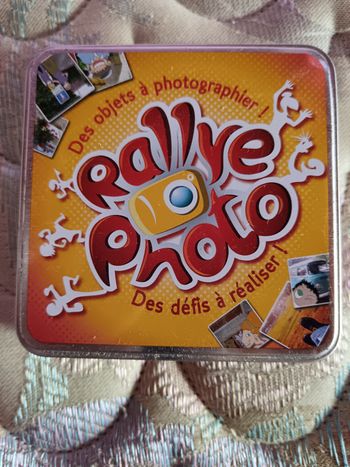 Des objets à photographier !
Rallye
Photo
Des défis à réaliser !